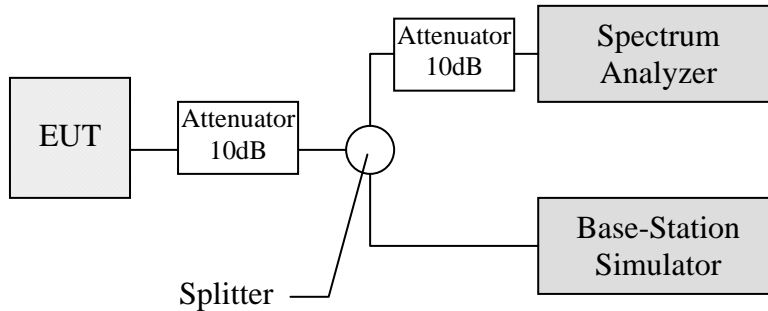 Attenuator
10dB
Spectrum
Analyzer
EUT
Attenuator
10dB
Base-Station
Simulator
Splitter